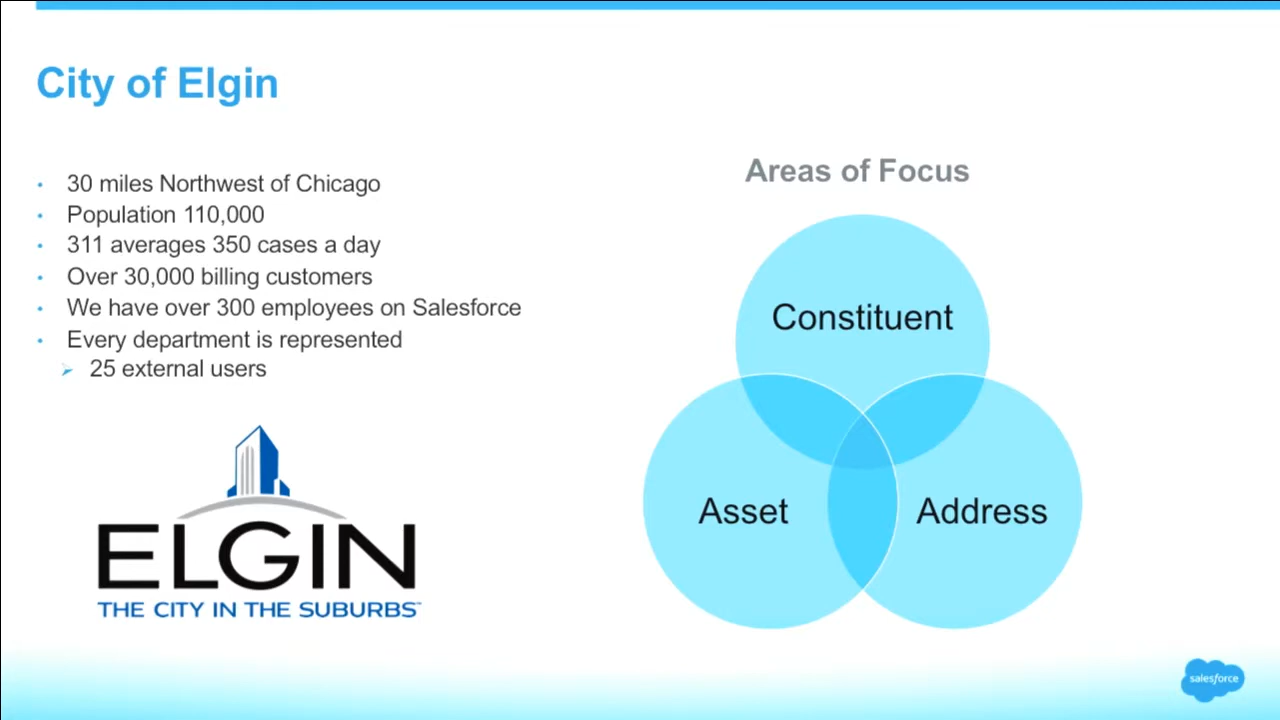 City of Elgin
• 30 miles Northwest of Chicago
• Population 110,000
• 311 averages 350 cases a day
• Over 30,000 billing customers
• We have over 300 employees on Salesforce
• Every department is represented
➢ 25 external users
ELGIN
THE CITY IN THE SUBURBS™
Areas of Focus
Constituent
Asset
Address
salesforce